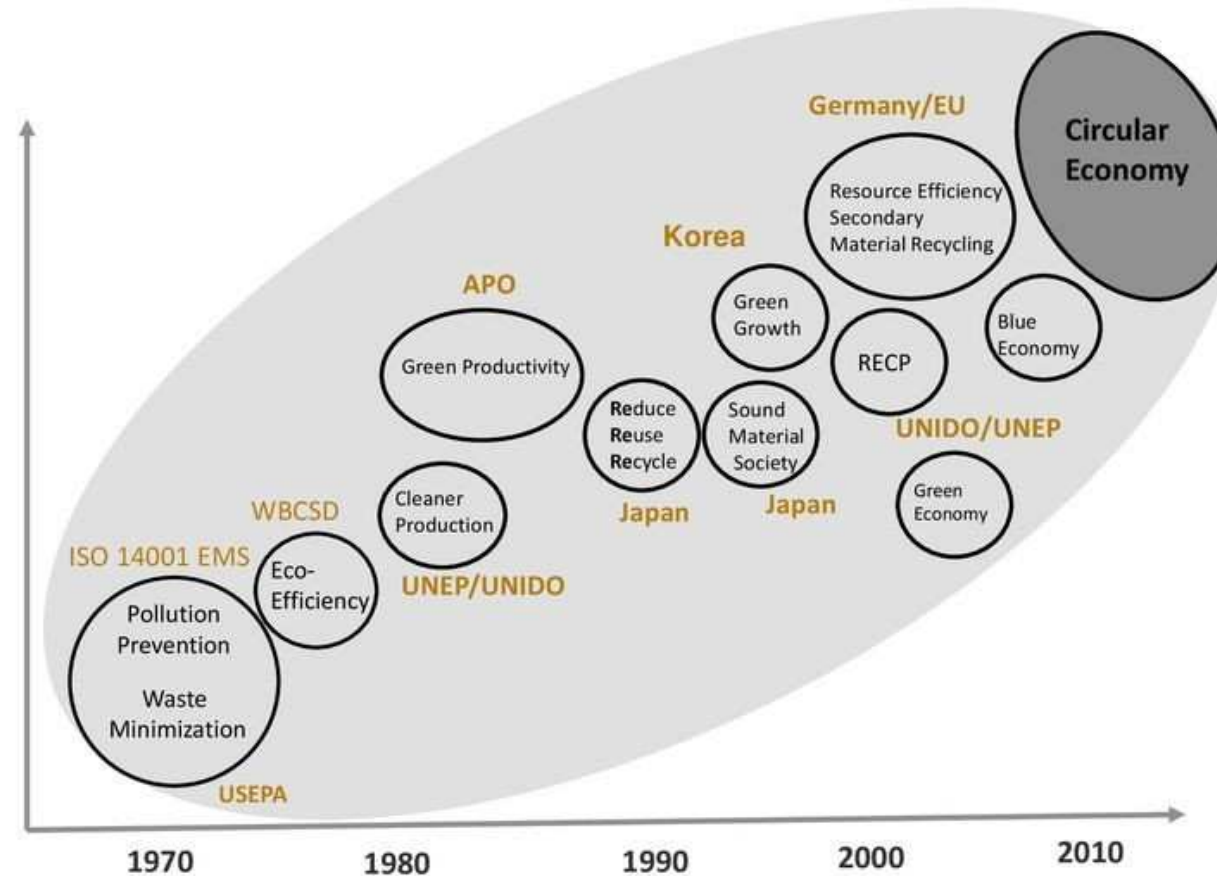 Germany/EU
Circular
Economy
Resource Efficiency
Secondary
Material Recycling
Korea
APO
Green
Growth
Blue
Economy
Green Productivity
RECP
Reduce
Reuse
Recycle
Sound
Material
Society
UNIDO/UNEP
Japan
Japan
Green
Economy
WBCSD
Cleaner
Production
ISO 14001 EMS
Eco-
Efficiency
UNEP/UNIDO
Pollution
Prevention
Waste
Minimization
USEPA
1970
1980
1990
2000
2010